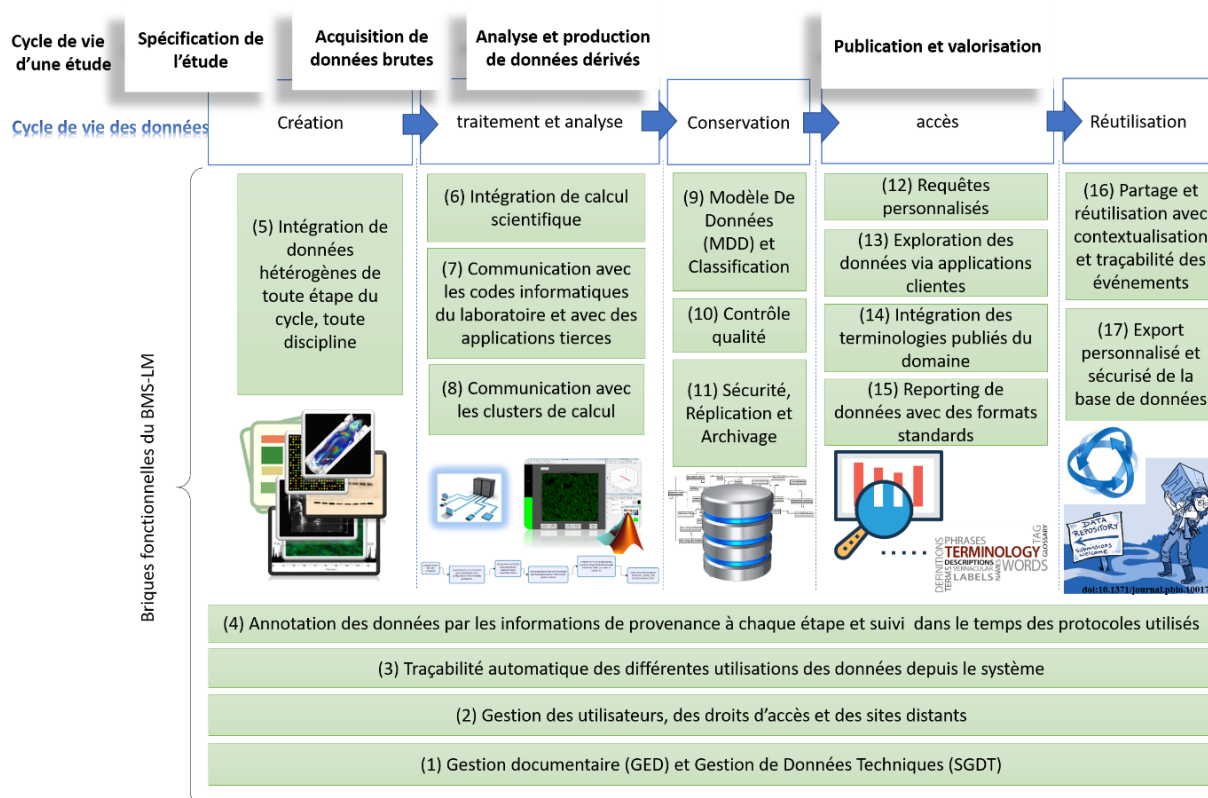 Cycle de vie
d'une étude
Spécification de
l'étude
Acquisition de
données brutes
Analyse et production
de données dérivés
Publication et valorisation
Cycle de vie des données
Création
traitement et analyse
Conservation
accès
Réutilisation
Briques fonctionnelles du BMS-LM
(5) Intégration de
données
hétérogènes de
toute étape du
cycle, toute
discipline
(6) Intégration de calcul
scientifique
(7) Communication avec
les codes informatiques
du laboratoire et avec des
applications tierces
(8) Communication avec
les clusters de calcul
(9) Modèle De
Données
(MDD) et
Classification
(10) Contrôle
qualité
(11) Sécurité,
Réplication et
Archivage
(12) Requêtes
personnalisés
(13) Exploration des
données via applications
clientes
(14) Intégration des
terminologies publiés du
domaine
(15) Reporting de
données avec des formats
standards
(16) Partage et
réutilisation avec
contextualisation
et traçabilité des
événements
(17) Export
personnalisé et
sécurisé de la
base de données
DEFINITIONS
TERMS
PHRASES
TERMINOLOGY
DESCRIPTIONS
VERNACULAR
LABELS
NAMES
WORDS
TAG
GLOSSARY
DATA
REPOSITORY
SUBMISSIONS
WELCOME
doi:10.1371/journal.pbio.10017
(4) Annotation des données par les informations de provenance à chaque étape et suivi dans le temps des protocoles utilisés
(3) Traçabilité automatique des différentes utilisations des données depuis le système
(2) Gestion des utilisateurs, des droits d'accès et des sites distants
(1) Gestion documentaire (GED) et Gestion de Données Techniques (SGDT)